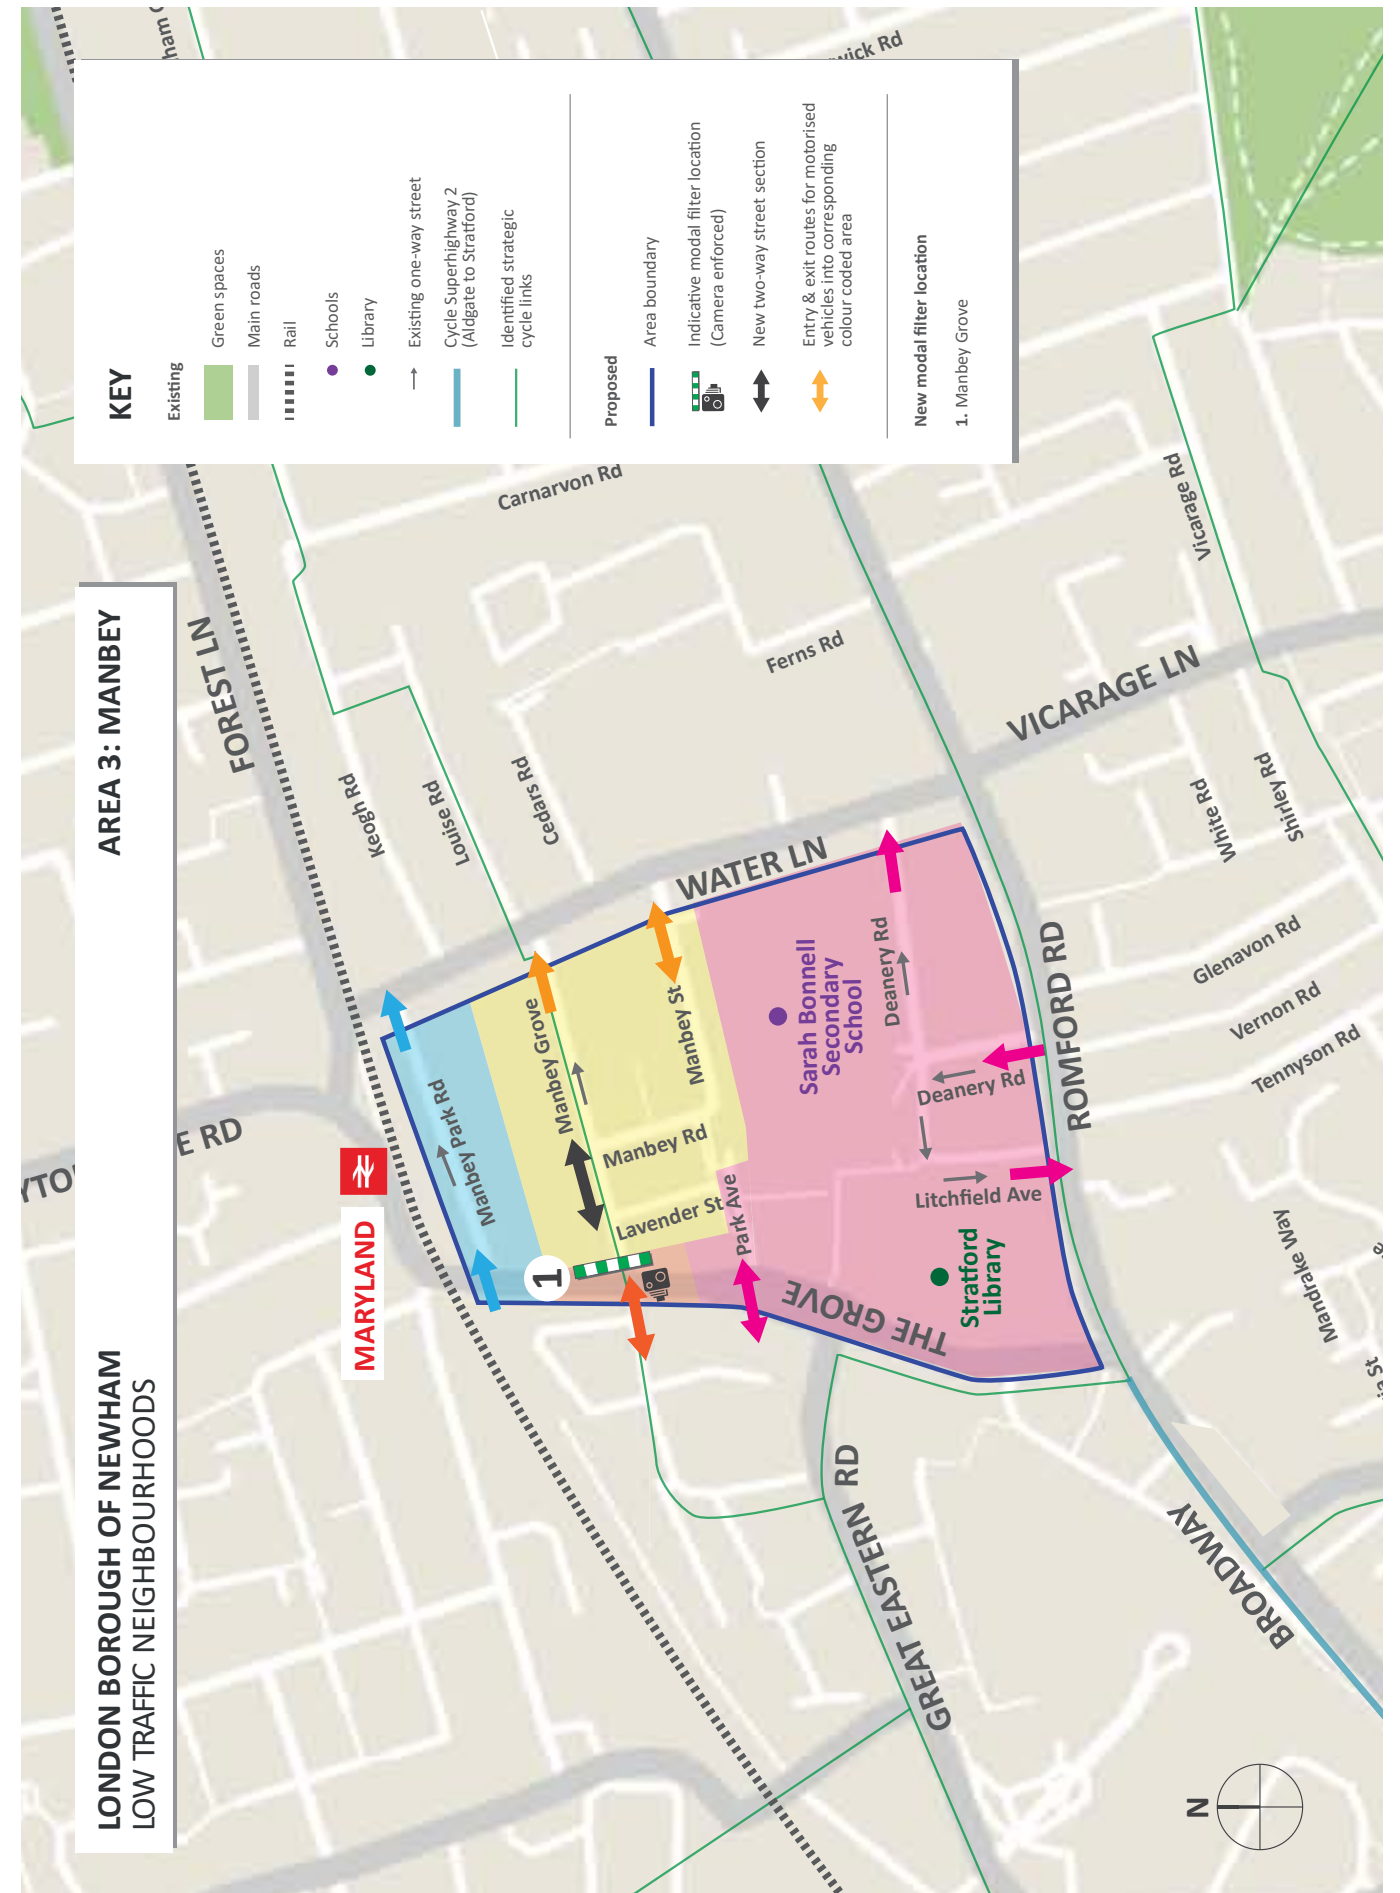 LONDON BOROUGH OF NEWHAM
LOW TRAFFIC NEIGHBOURHOODS
AREA 3: MANBEY
KEY
Existing
Green spaces
Main roads
Rail
Schools
Library
Existing one-way street
Cycle Superhighway 2
(Aldgate to Stratford)
Identified strategic
cycle links
Proposed
Area boundary
Indicative modal filter location
(Camera enforced)
New two-way street section
Entry & exit routes for motorised
vehicles into corresponding
colour coded area
New modal filter location
1. Manbey Grove
FOREST LN
E RD
MARYLAND
Keogh Rd
Louise Rd
Cedars Rd
Carnarvon Rd
Ferns Rd
WATER LN
Manbey Park Rd
Manbey Grove
Manbey St
Manbey Rd
Lavender St
Park Ave
1
THE GROVE
Sarah Bonnell
Secondary
School
Deanery Rd
Deanery Rd
Litchfield Ave
Stratford
Library
ROMFORD RD
VICARAGE LN
Vicarage Rd
White Rd
Shirley Rd
Glenavon Rd
Vernon Rd
Tennyson Rd
Mandrake Way
GREAT EASTERN RD
BROADWAY
N